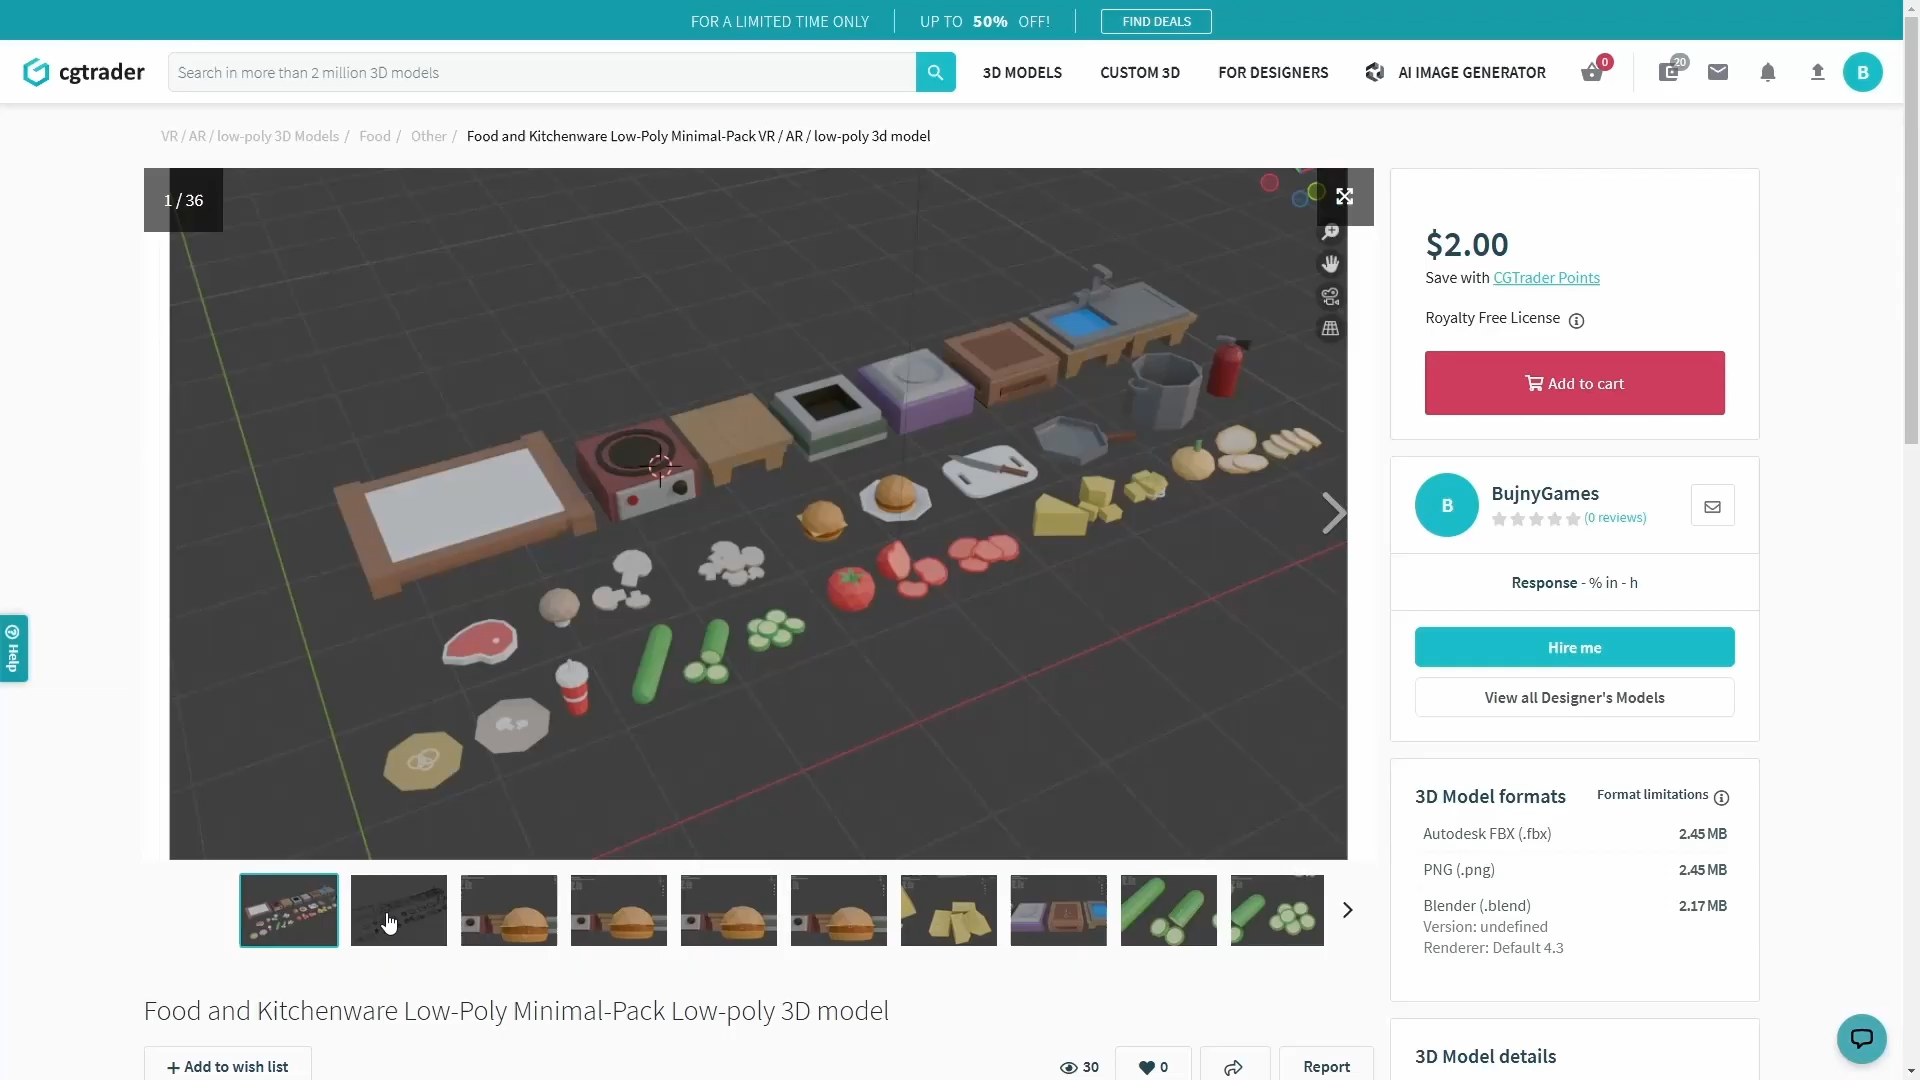 FOR A LIMITED TIME ONLY
UP TO 50% OFF!
FIND DEALS
cgtrader
Search in more than 2 million 3D models
3D MODELS
CUSTOM 3D
FOR DESIGNERS
AI IMAGE GENERATOR
0
20
B
VR / AR / low-poly 3D Models / Food / Other / Food and Kitchenware Low-Poly Minimal-Pack VR / AR / low-poly 3d model
1 / 36
$2.00
Save with CGTrader Points
Royalty Free License
Add to cart
B
BujnyGames
(0 reviews)
Response - % in - h
Hire me
View all Designer's Models
Help
3D Model formats
Format limitations
Autodesk FBX (.fbx) 2.45 MB
PNG (.png) 2.45 MB
Blender (.blend) 2.17 MB
Version: undefined
Renderer: Default 4.3
Food and Kitchenware Low-Poly Minimal-Pack Low-poly 3D model
+ Add to wish list
30
0
Report
3D Model details